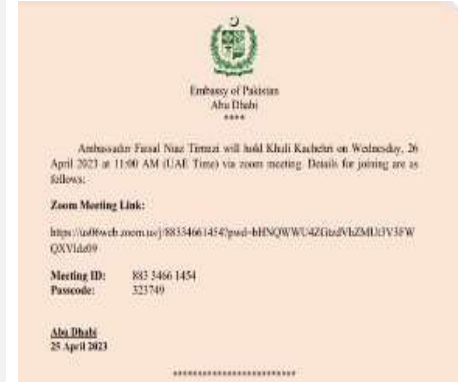 Embassy of Pakistan
Abu Dhabi
****
Ambassador Faisal Niaz Tirmizi will hold Khuli Kachehri on Wednesday, 26
April 2023 at 11:00 AM (UAE Time) via zoom meeting. Details for joining are as
follows:
Zoom Meeting Link:
Meeting ID: 883 5466 1454
Passcode: 323749
Abu Dhabi
25 April 2023
************************